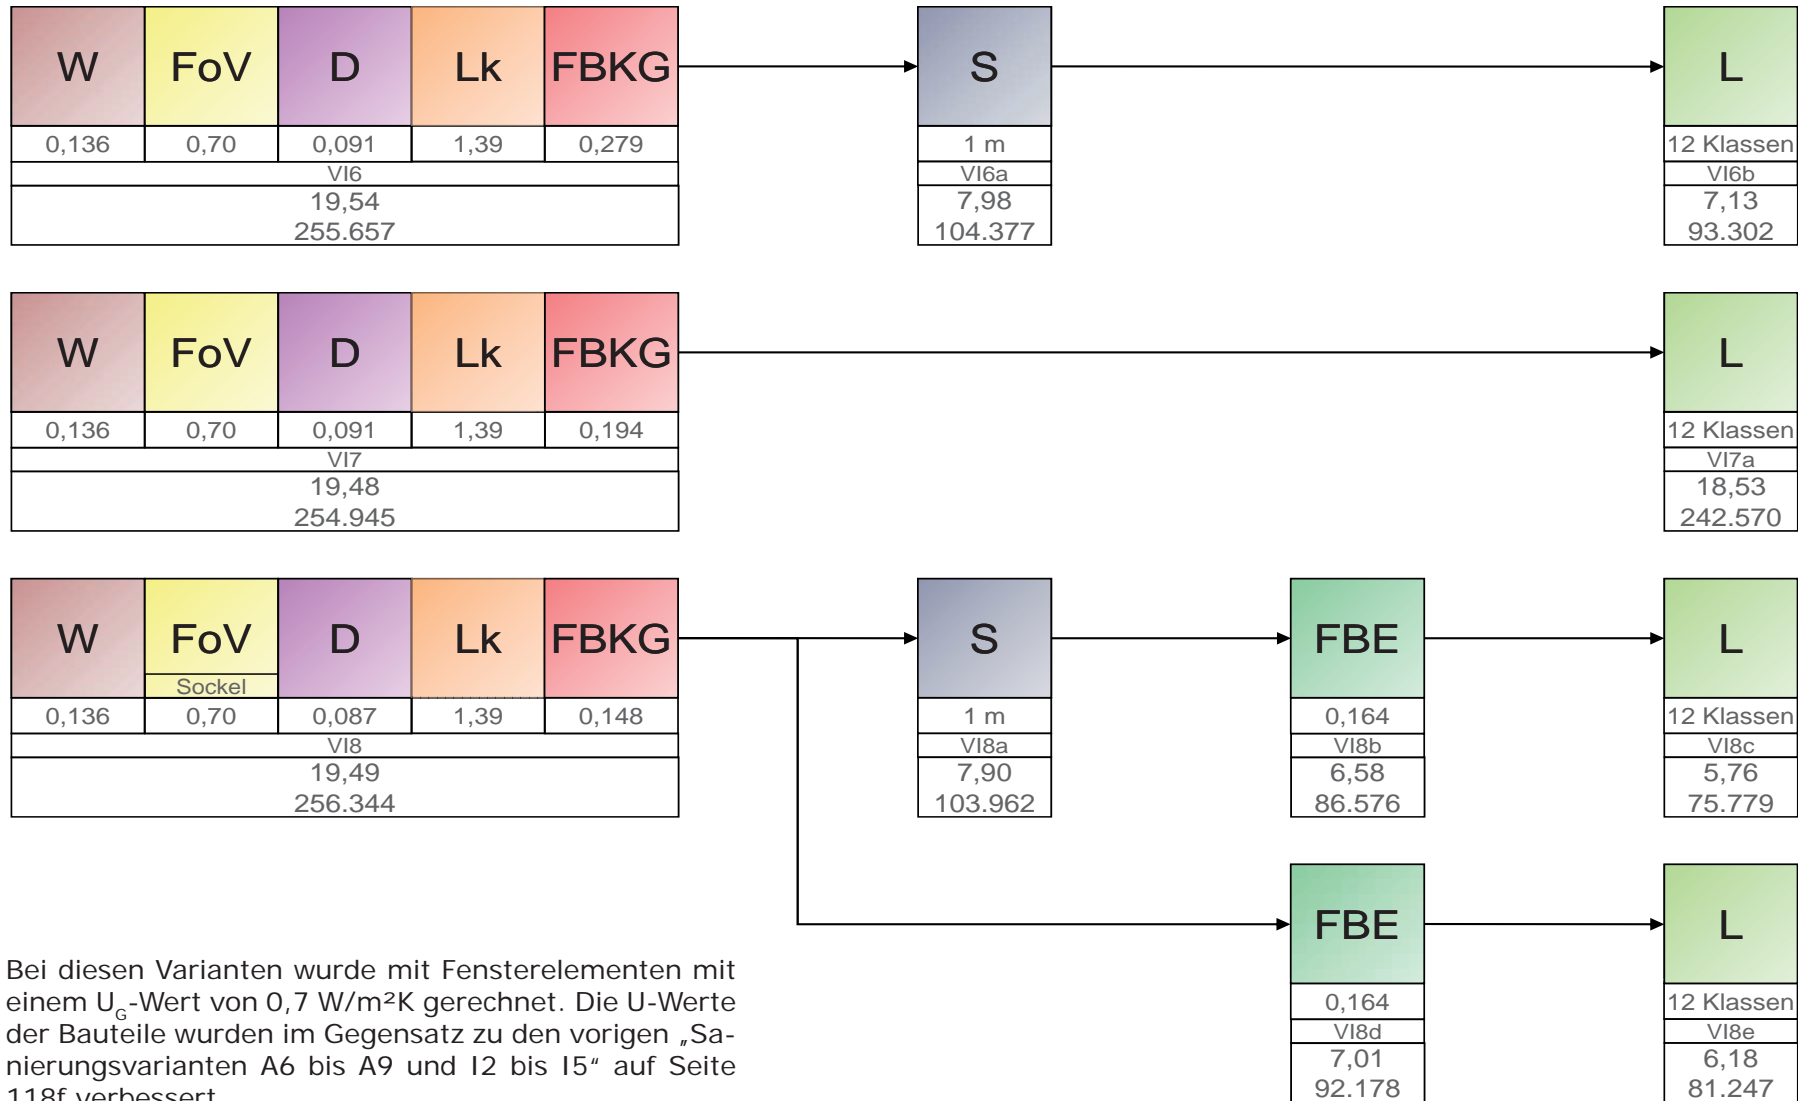 W FoV D Lk FBKG S L
0,136 0,70 0,091 1,39 0,279 1 m 12 Klassen
VI6 VI6a VI6b
19,54 7,98 7,13
255.657 104.377 93.302
W FoV D Lk FBKG L
0,136 0,70 0,091 1,39 0,194 12 Klassen
VI7 VI7a
19,48 18,53
254.945 242.570
W FoV D Lk FBKG S FBE L
Sockel
0,136 0,70 0,087 1,39 0,148 1 m 0,164 12 Klassen
VI8 VI8a VI8b VI8c
19,49 7,90 6,58 5,76
256.344 103.962 86.576 75.779
FBE L
0,164 12 Klassen
VI8d VI8e
7,01 6,18
92.178 81.247
Bei diesen Varianten wurde mit Fensterelementen mit
einem U_G-Wert von 0,7 W/m²K gerechnet. Die U-Werte
der Bauteile wurden im Gegensatz zu den vorigen „Sa-
nierungsvarianten A6 bis A9 und I2 bis I5“ auf Seite
118f verbessert